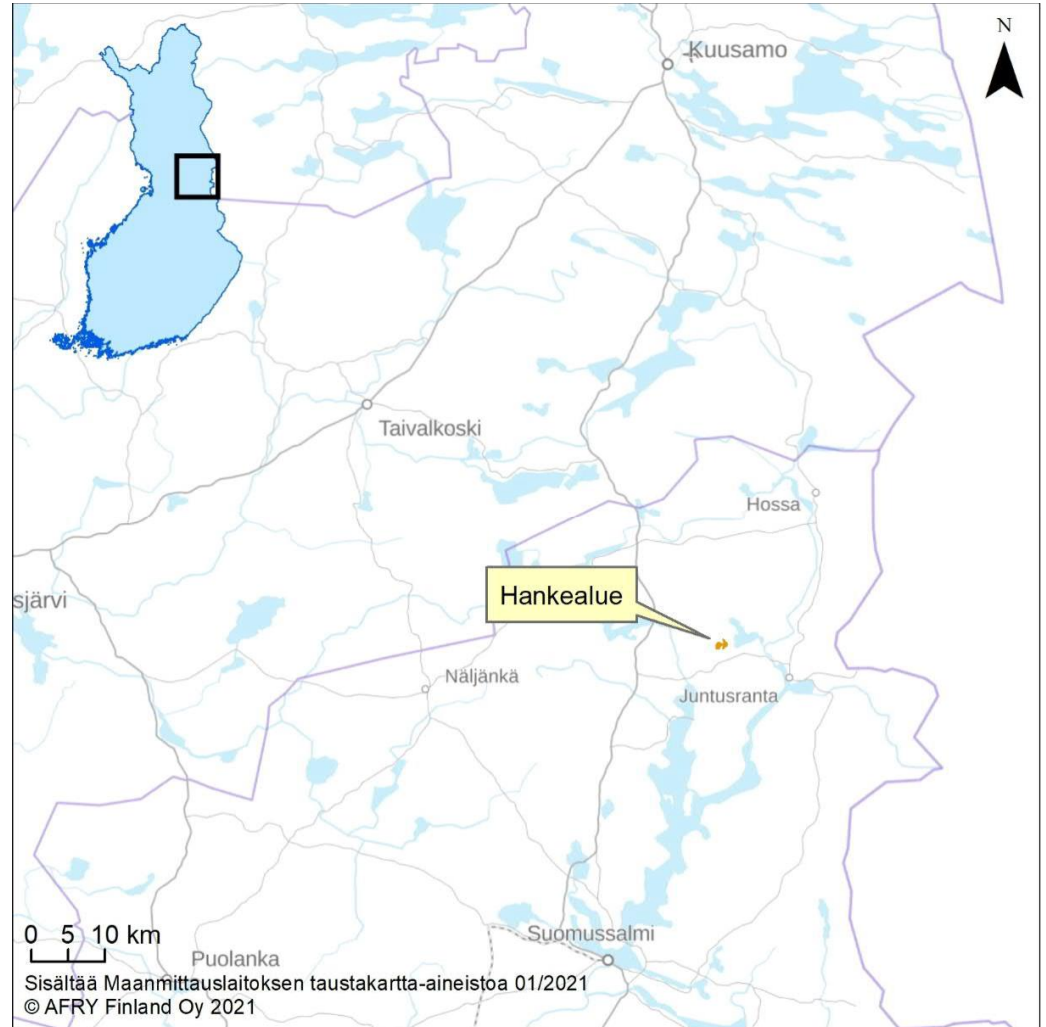 N
Kuusamo
Taivalkoski
Hossa
Hankealue
sjärvi
Näljänkä
Juntusranta
Suomussalmi
0 5 10 km
Puolanka
Sisältää Maanmittauslaitoksen taustakartta-aineistoa 01/2021
© AFRY Finland Oy 2021